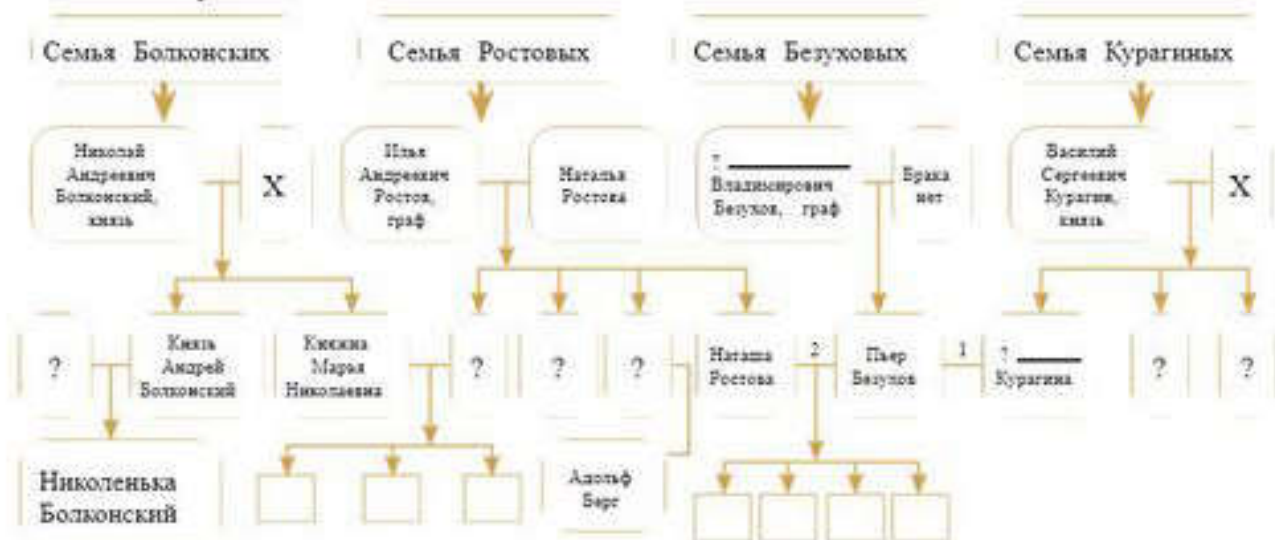 Семья Болконских
Семья Ростовых
Семья Безуховых
Семья Курагиных
Николай
Андреевич
Болконский,
князь
X
Илья
Андреевич
Ростов,
граф
Наталья
Ростова
?
Владимирович
Безухов, граф
Брака
нет
Василий
Сергеевич
Курагин,
князь
X
?
Князь
Андрей
Болконский
Княжна
Марья
Николаевна
?
?
?
Наташа
Ростова
2
Пьер
Безухов
1
?
Курагина
?
?
Николенька
Болконский
Адольф
Берг